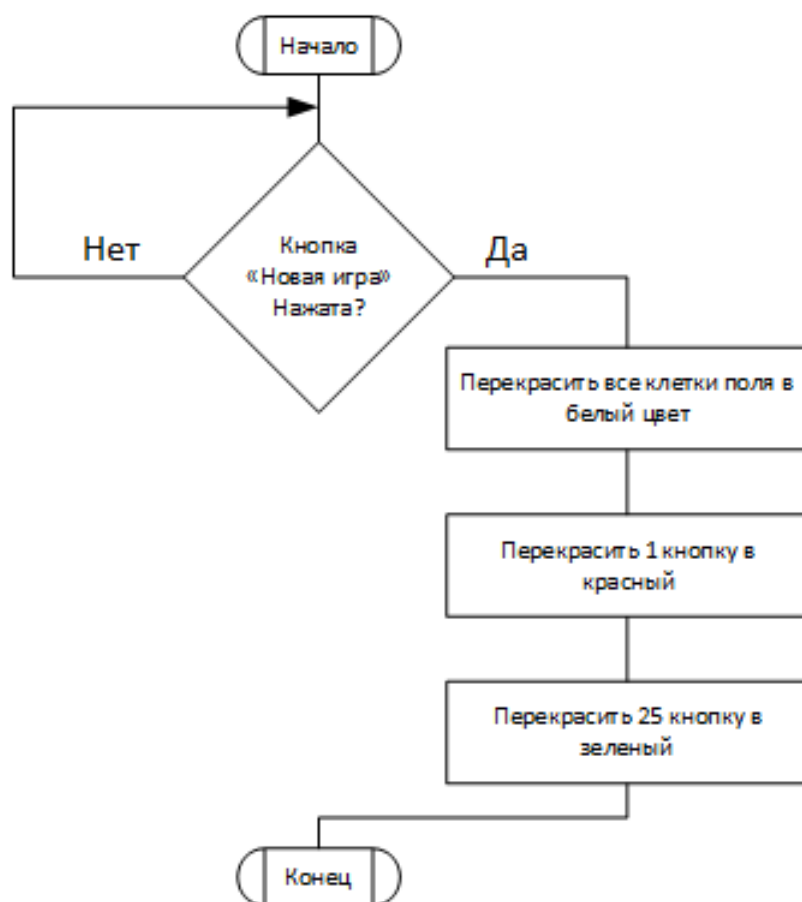 Начало
Нет
Кнопка
«Новая игра»
Нажата?
Да
Перекрасить все клетки поля в
белый цвет
Перекрасить 1 кнопку в
красный
Перекрасить 25 кнопку в
зеленый
Конец